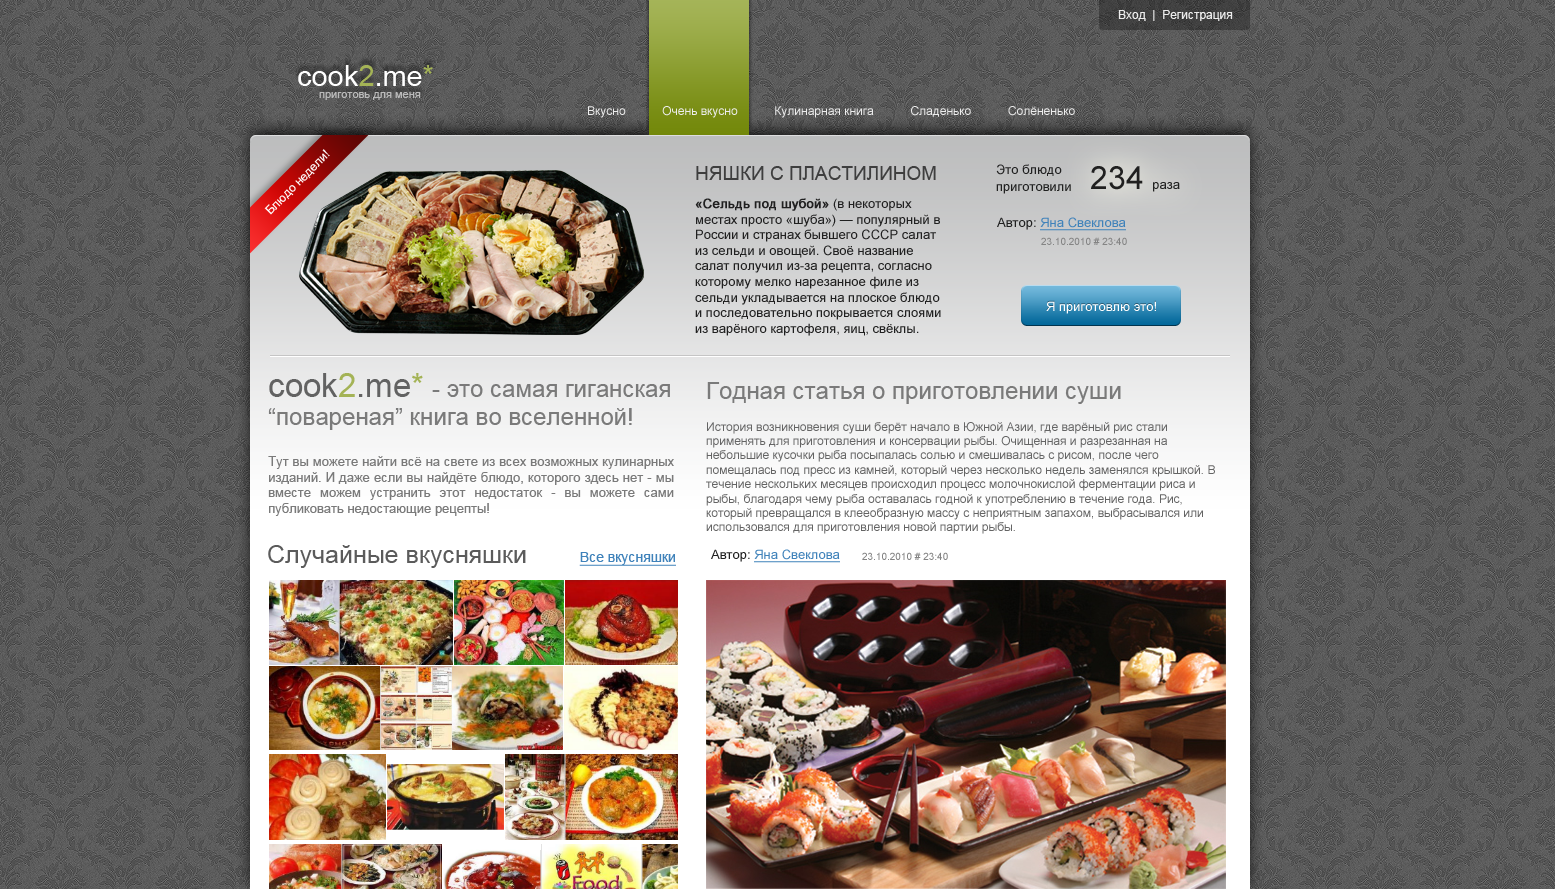 Вход | Регистрация
cook2.me*
приготовь для меня
Вкусно
Очень вкусно
Кулинарная книга
Сладенько
Солёненько
Блюдо недели!
НЯШКИ С ПЛАСТИЛИНОМ
«Сельдь под шубой» (в некоторых
местах просто «шуба») — популярный в
России и странах бывшего СССР салат
из сельди и овощей. Своё название
салат получил из-за рецепта, согласно
которому мелко нарезанное филе из
сельди укладывается на плоское блюдо
и последовательно покрывается слоями
из варёного картофеля, яиц, свёклы.
Это блюдо
приготовили 234 раза
Автор: Яна Свеклова
23.10.2010 # 23:40
Я приготовлю это!
cook2.me* - это самая гиганская
“повареная” книга во вселенной!
Тут вы можете найти всё на свете из всех возможных кулинарных
изданий. И даже если вы найдёте блюдо, которого здесь нет - мы
вместе можем устранить этот недостаток - вы можете сами
публиковать недостающие рецепты!
Случайные вкусняшки
Все вкусняшки
Годная статья о приготовлении суши
История возникновения суши берёт начало в Южной Азии, где варёный рис стали
применять для приготовления и консервации рыбы. Очищенная и разрезанная на
небольшие кусочки рыба посыпалась солью и смешивалась с рисом, после чего
помещалась под пресс из камней, который через несколько недель заменялся крышкой. В
течение нескольких месяцев происходил процесс молочнокислой ферментации риса и
рыбы, благодаря чему рыба оставалась годной к употреблению в течение года. Рис,
который превращался в клееобразную массу с неприятным запахом, выбрасывался или
использовался для приготовления новой партии рыбы.
Автор: Яна Свеклова
23.10.2010 # 23:40
Food